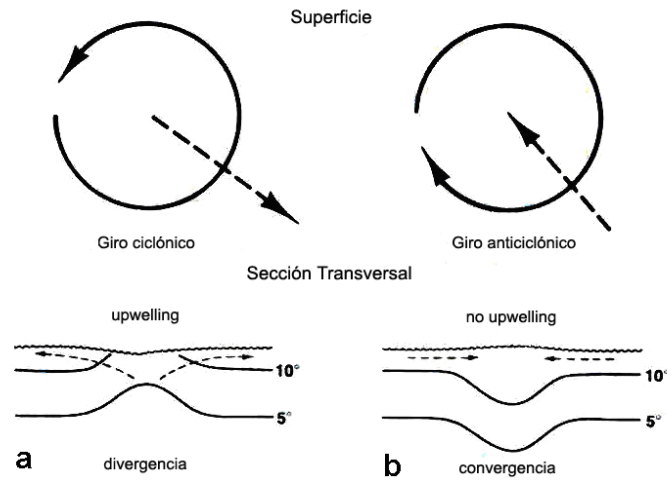 Superficie
Giro ciclónico
Giro anticiclónico
Sección Transversal
upwelling
no upwelling
10°
5°
10°
5°
a
divergencia
b
convergencia